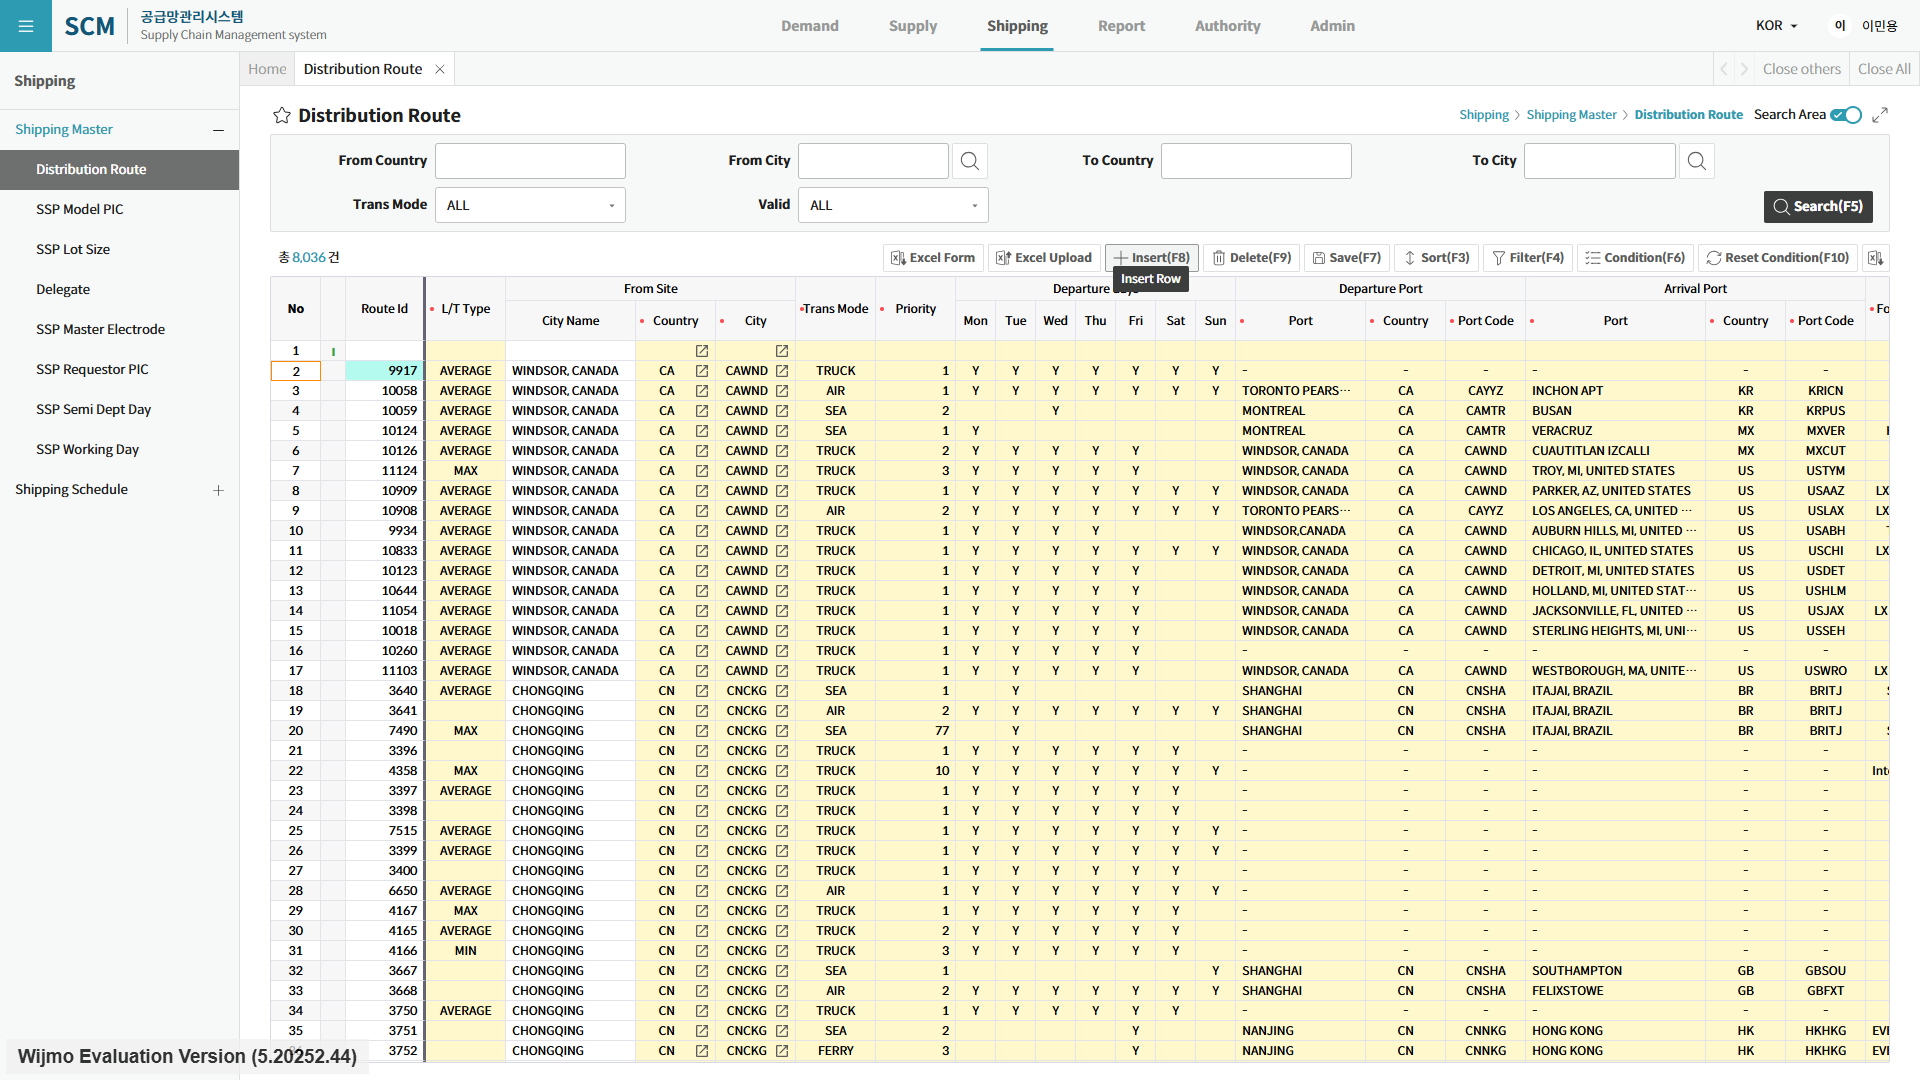 SCM 공급망관리시스템
Supply Chain Management system
Demand Supply Shipping Report Authority Admin
KOR 이 이민용
Shipping
Home Distribution Route Close others Close All
Shipping Master
Distribution Route
SSP Model PIC
SSP Lot Size
Delegate
SSP Master Electrode
SSP Requestor PIC
SSP Semi Dept Day
SSP Working Day
Shipping Schedule
Distribution Route
Shipping > Shipping Master > Distribution Route Search Area
From Country From City To Country To City
Trans Mode ALL Valid ALL Search(F5)
총 8,036 건
Excel Form Excel Upload Insert(F8) Delete(F9) Save(F7) Sort(F3) Filter(F4) Condition(F6) Reset Condition(F10)
Insert Row
No Route Id L/T Type From Site Trans Mode Priority Departure Departure Port Arrival Port Fo
City Name Country City Mon Tue Wed Thu Fri Sat Sun Port Country Port Code Port Country Port Code
1
2 9917 AVERAGE WINDSOR, CANADA CA CAWND TRUCK 1 Y Y Y Y Y Y Y - - - - - -
3 10058 AVERAGE WINDSOR, CANADA CA CAWND AIR 1 Y Y Y Y Y Y Y TORONTO PEARS··· CA CAYYZ INCHON APT KR KRICN
4 10059 AVERAGE WINDSOR, CANADA CA CAWND SEA 2 Y MONTREAL CA CAMTR BUSAN KR KRPUS
5 10124 AVERAGE WINDSOR, CANADA CA CAWND SEA 1 Y MONTREAL CA CAMTR VERACRUZ MX MXVER
6 10126 AVERAGE WINDSOR, CANADA CA CAWND TRUCK 2 Y Y Y Y Y WINDSOR, CANADA CA CAWND CUAUTITLAN IZCALLI MX MXCUT
7 11124 MAX WINDSOR, CANADA CA CAWND TRUCK 3 Y Y Y Y Y WINDSOR, CANADA CA CAWND TROY, MI, UNITED STATES US USTYM
8 10909 AVERAGE WINDSOR, CANADA CA CAWND TRUCK 1 Y Y Y Y Y Y Y WINDSOR, CANADA CA CAWND PARKER, AZ, UNITED STATES US USAAZ LX
9 10908 AVERAGE WINDSOR, CANADA CA CAWND AIR 2 Y Y Y Y Y Y Y TORONTO PEARS··· CA CAYYZ LOS ANGELES, CA, UNITED ··· US USLAX LX
10 9934 AVERAGE WINDSOR, CANADA CA CAWND TRUCK 1 Y Y Y Y WINDSOR,CANADA CA CAWND AUBURN HILLS, MI, UNITED ··· US USABH
11 10833 AVERAGE WINDSOR, CANADA CA CAWND TRUCK 1 Y Y Y Y Y Y Y WINDSOR, CANADA CA CAWND CHICAGO, IL, UNITED STATES US USCHI LX
12 10123 AVERAGE WINDSOR, CANADA CA CAWND TRUCK 1 Y Y Y Y Y WINDSOR, CANADA CA CAWND DETROIT, MI, UNITED STATES US USDET
13 10644 AVERAGE WINDSOR, CANADA CA CAWND TRUCK 1 Y Y Y Y Y WINDSOR, CANADA CA CAWND HOLLAND, MI, UNITED STAT··· US USHLM
14 11054 AVERAGE WINDSOR, CANADA CA CAWND TRUCK 1 Y Y Y Y Y WINDSOR, CANADA CA CAWND JACKSONVILLE, FL, UNITED ··· US USJAX LX
15 10018 AVERAGE WINDSOR, CANADA CA CAWND TRUCK 1 Y Y Y Y Y WINDSOR, CANADA CA CAWND STERLING HEIGHTS, MI, UNI··· US USSEH
16 10260 AVERAGE WINDSOR, CANADA CA CAWND TRUCK 1 Y Y Y Y Y - - - - - -
17 11103 AVERAGE WINDSOR, CANADA CA CAWND TRUCK 1 Y Y Y Y Y WINDSOR, CANADA CA CAWND WESTBOROUGH, MA, UNITE··· US USWRO LX
18 3640 AVERAGE CHONGQING CN CNCKG SEA 1 Y SHANGHAI CN CNSHA ITAJAI, BRAZIL BR BRITJ
19 3641 CHONGQING CN CNCKG AIR 2 Y Y Y Y Y Y Y SHANGHAI CN CNSHA ITAJAI, BRAZIL BR BRITJ
20 7490 MAX CHONGQING CN CNCKG SEA 77 Y SHANGHAI CN CNSHA ITAJAI, BRAZIL BR BRITJ
21 3396 CHONGQING CN CNCKG TRUCK 1 Y Y Y Y Y Y - - - - - -
22 4358 MAX CHONGQING CN CNCKG TRUCK 10 Y Y Y Y Y Y Y - - - - - - Int
23 3397 AVERAGE CHONGQING CN CNCKG TRUCK 1 Y Y Y Y Y Y - - - - - -
24 3398 CHONGQING CN CNCKG TRUCK 1 Y Y Y Y Y Y - - - - - -
25 7515 AVERAGE CHONGQING CN CNCKG TRUCK 1 Y Y Y Y Y Y Y - - - - - -
26 3399 AVERAGE CHONGQING CN CNCKG TRUCK 1 Y Y Y Y Y Y Y - - - - - -
27 3400 CHONGQING CN CNCKG TRUCK 1 Y Y Y Y Y Y - - - - - -
28 6650 AVERAGE CHONGQING CN CNCKG AIR 1 Y Y Y Y Y Y Y - - - - - -
29 4167 MAX CHONGQING CN CNCKG TRUCK 1 Y Y Y Y Y Y - - - - - -
30 4165 AVERAGE CHONGQING CN CNCKG TRUCK 2 Y Y Y Y Y Y - - - - - -
31 4166 MIN CHONGQING CN CNCKG TRUCK 3 Y Y Y Y Y Y - - - - - -
32 3667 CHONGQING CN CNCKG SEA 1 Y SHANGHAI CN CNSHA SOUTHAMPTON GB GBSOU
33 3668 CHONGQING CN CNCKG AIR 2 Y Y Y Y Y Y Y SHANGHAI CN CNSHA FELIXSTOWE GB GBFXT
34 3750 AVERAGE CHONGQING CN CNCKG TRUCK 1 Y Y Y Y Y Y - - - - - -
35 3751 CHONGQING CN CNCKG SEA 2 Y NANJING CN CNNKG HONG KONG HK HKHKG EVI
3752 CHONGQING CN CNCKG FERRY 3 Y NANJING CN CNNKG HONG KONG HK HKHKG EVI
Wijmo Evaluation Version (5.20252.44)